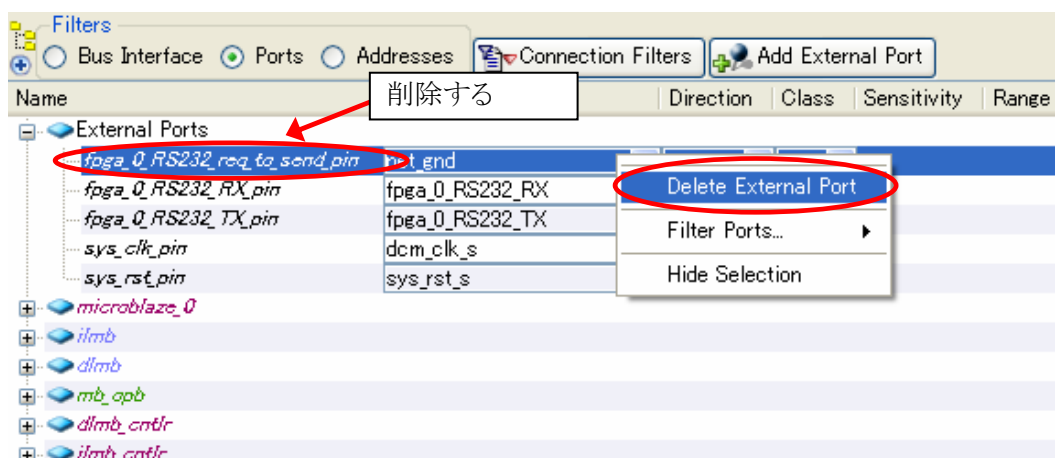 Filters
Bus Interface Ports Addresses Connection Filters Add External Port
削除する
Name Direction Class Sensitivity Range
External Ports
fpga_0_RS232_req_to_send_pin net_gnd
Delete External Port
fpga_0_RS232_RX_pin fpga_0_RS232_RX
fpga_0_RS232_TX_pin fpga_0_RS232_TX
Filter Ports...
sys_clk_pin dcm_clk_s
Hide Selection
sys_rst_pin sys_rst_s
microblaze_0
ilmb
dlmb
mb_opb
dlmb_cntlr
ilmb_cntlr